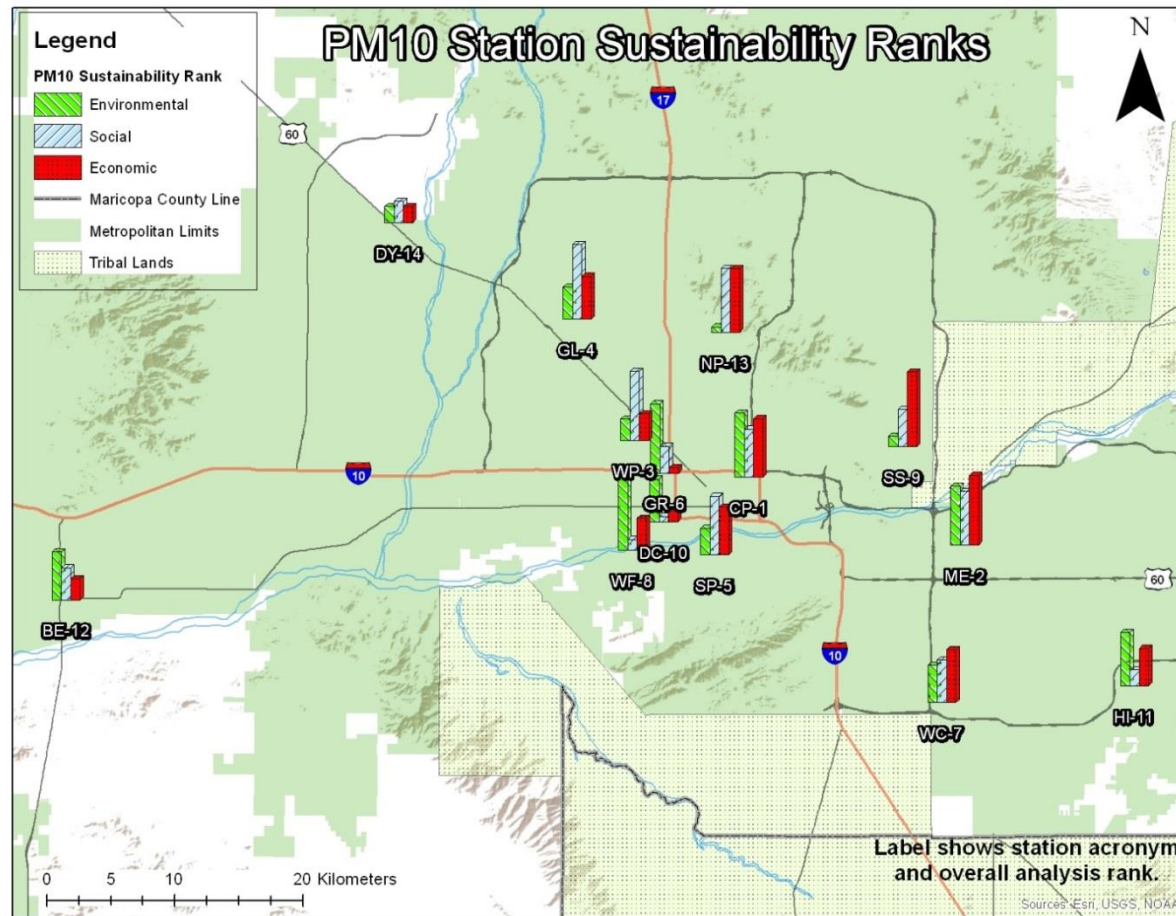 PM10 Station Sustainability Ranks
N
Legend
PM10 Sustainability Rank
Environmental
Social
Economic
Maricopa County Line
Metropolitan Limits
Tribal Lands
60
17
DY-14
GL-4
NP-13
WP-3
SS-9
10
GR-6
CP-1
DC-10
WF-8
SP-5
ME-2
60
BE-12
10
WC-7
HI-11
0 5 10 20 Kilometers
Label shows station acronym
and overall analysis rank.
Sources: Esri, USGS, NOA